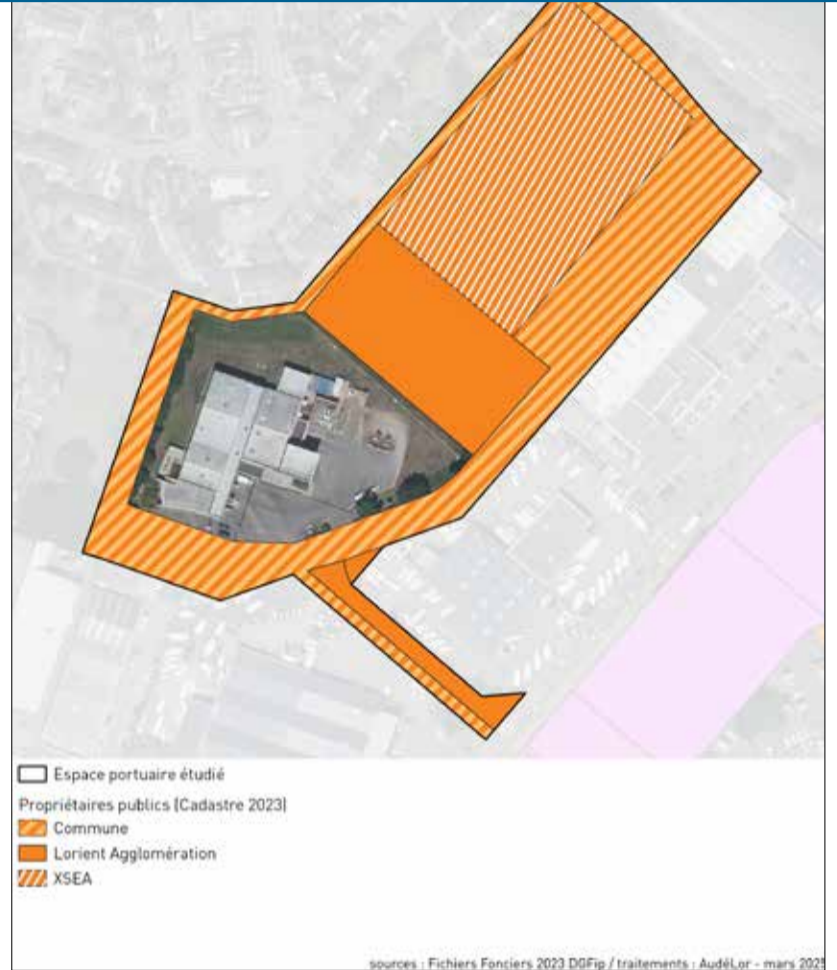 Espace portuaire étudié
Propriétaires publics (Cadastre 2023)
Commune
Lorient Agglomération
XSEA
sources : Fichiers Fonciers 2023 DGFip / traitements : AudéLor - mars 2025